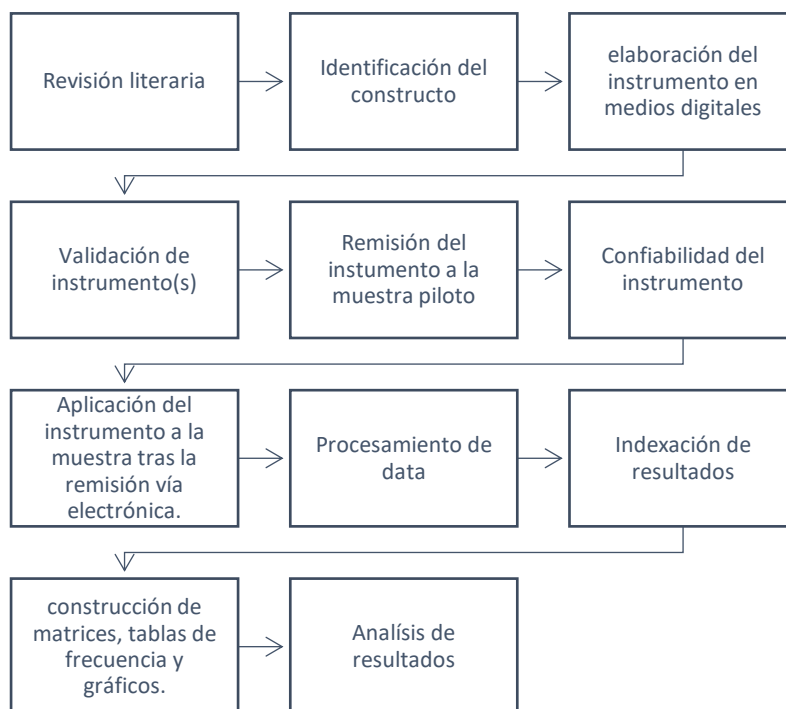 Revisión literaria
Identificación del
constructo
elaboración del
instrumento en
medios digitales
Validación de
instrumento(s)
Remisión del
instumento a la
muestra piloto
Confiabilidad del
instrumento
Aplicación del
instrumento a la
muestra tras la
remisión vía
electrónica.
Procesamiento de
data
Indexación de
resultados
construcción de
matrices, tablas de
frecuencia y
gráficos.
Analísis de
resultados